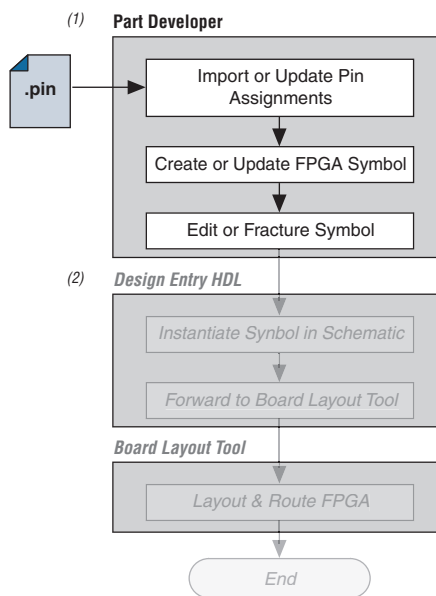 (1) Part Developer
.pin
Import or Update Pin
Assignments
Create or Update FPGA Symbol
Edit or Fracture Symbol
(2) Design Entry HDL
Instantiate Synbol in Schematic
Forward to Board Layout Tool
Board Layout Tool
Layout & Route FPGA
End